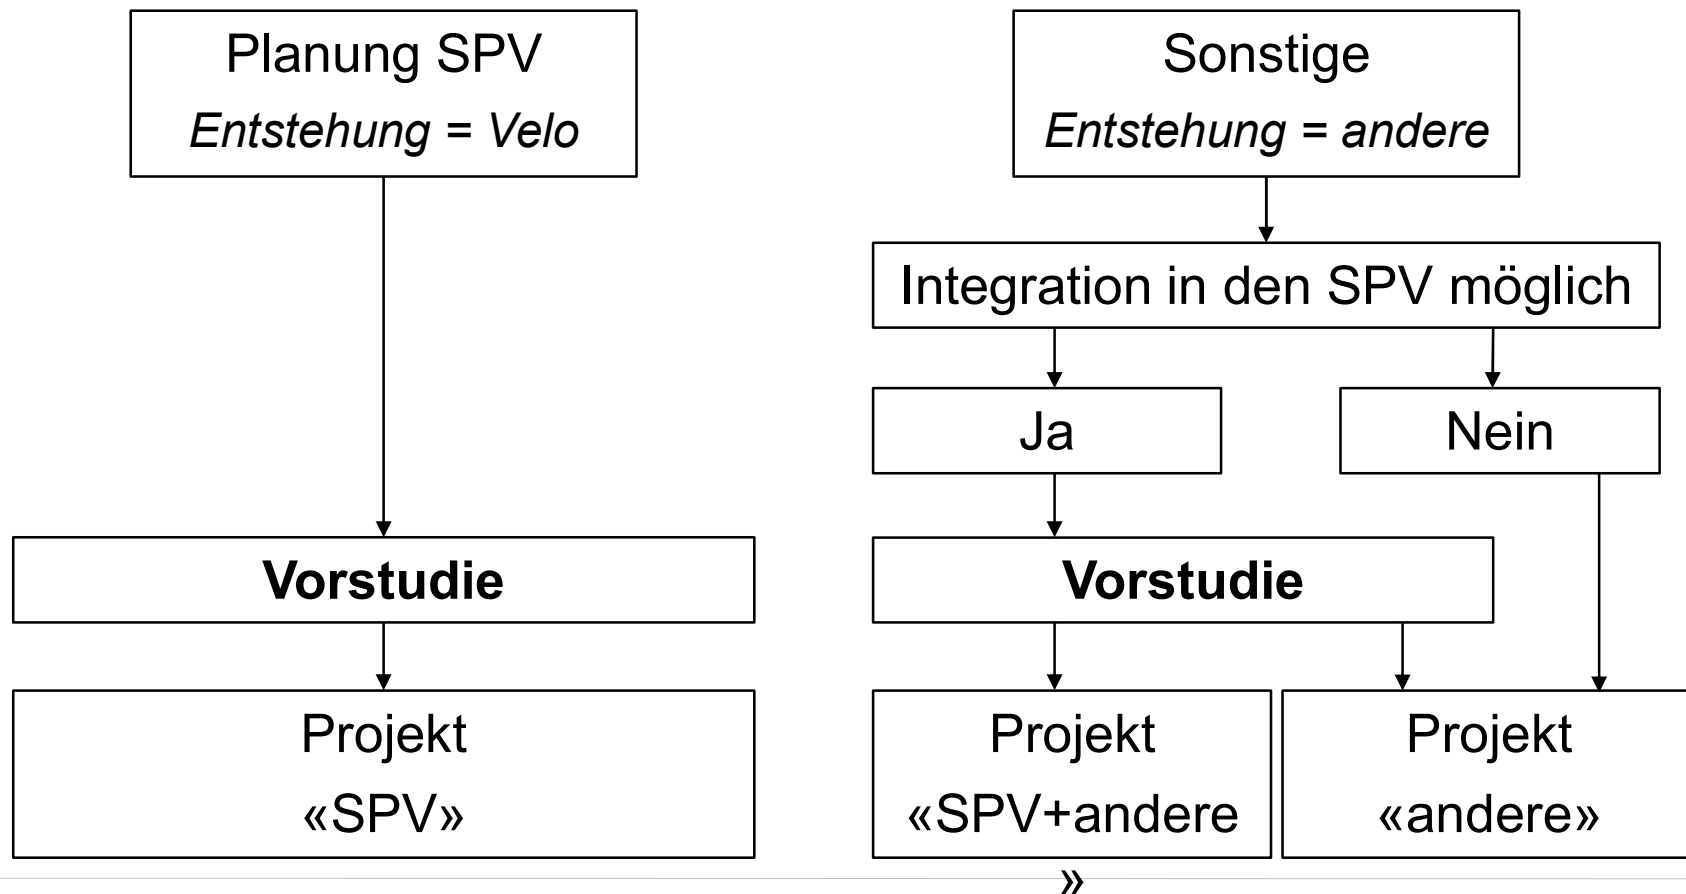 Planung SPV
Entstehung = Velo
Sonstige
Entstehung = andere
Integration in den SPV möglich
Ja
Nein
Vorstudie
Vorstudie
Projekt
«SPV»
Projekt
«SPV+andere
»
Projekt
«andere»